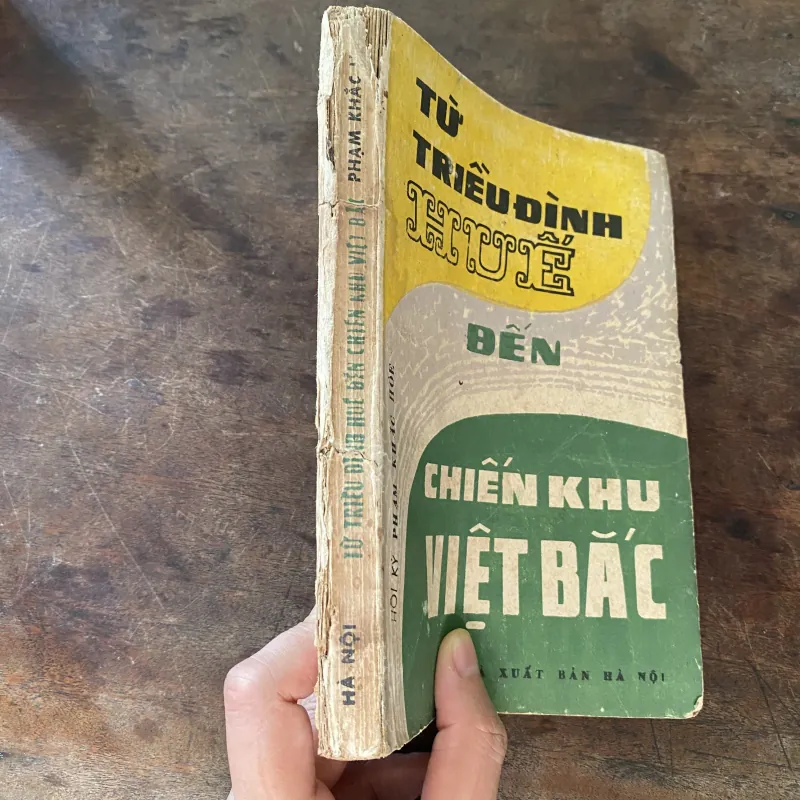 TỪ
TRIỀU ĐÌNH
HUẾ
ĐẾN
CHIẾN KHU
VIỆT BẮC
XUẤT BẢN HÀ NỘI
HỒI KÝ PHẠM KHẮC HÒE
PHẠM KHẮC
TỪ TRIỀU ĐÌNH HUẾ ĐẾN CHIẾN KHU VIỆT BẮC
HÀ NỘI